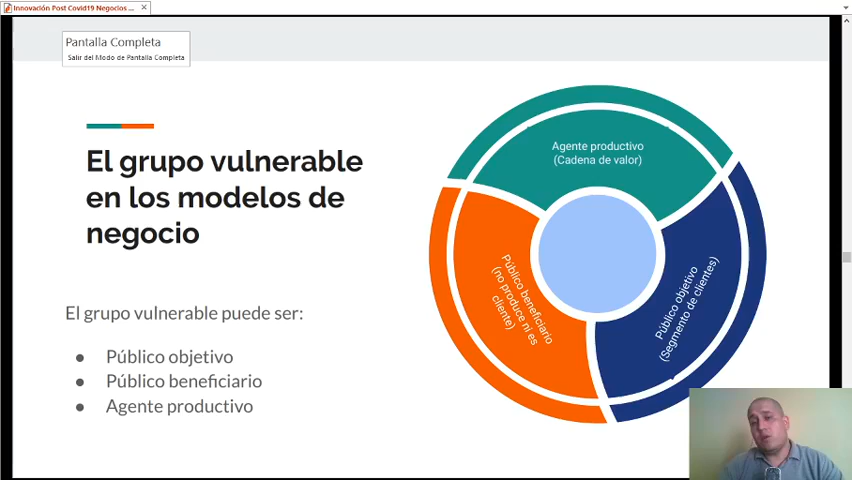 Innovación Post Covid19 Negocios ...
Pantalla Completa
Salir del Modo de Pantalla Completa
El grupo vulnerable
en los modelos de
negocio
El grupo vulnerable puede ser:
● Público objetivo
● Público beneficiario
● Agente productivo
Agente productivo
(Cadena de valor)
Público objetivo
(Segmento de clientes)
Público beneficiario
(no produce ni es
cliente)